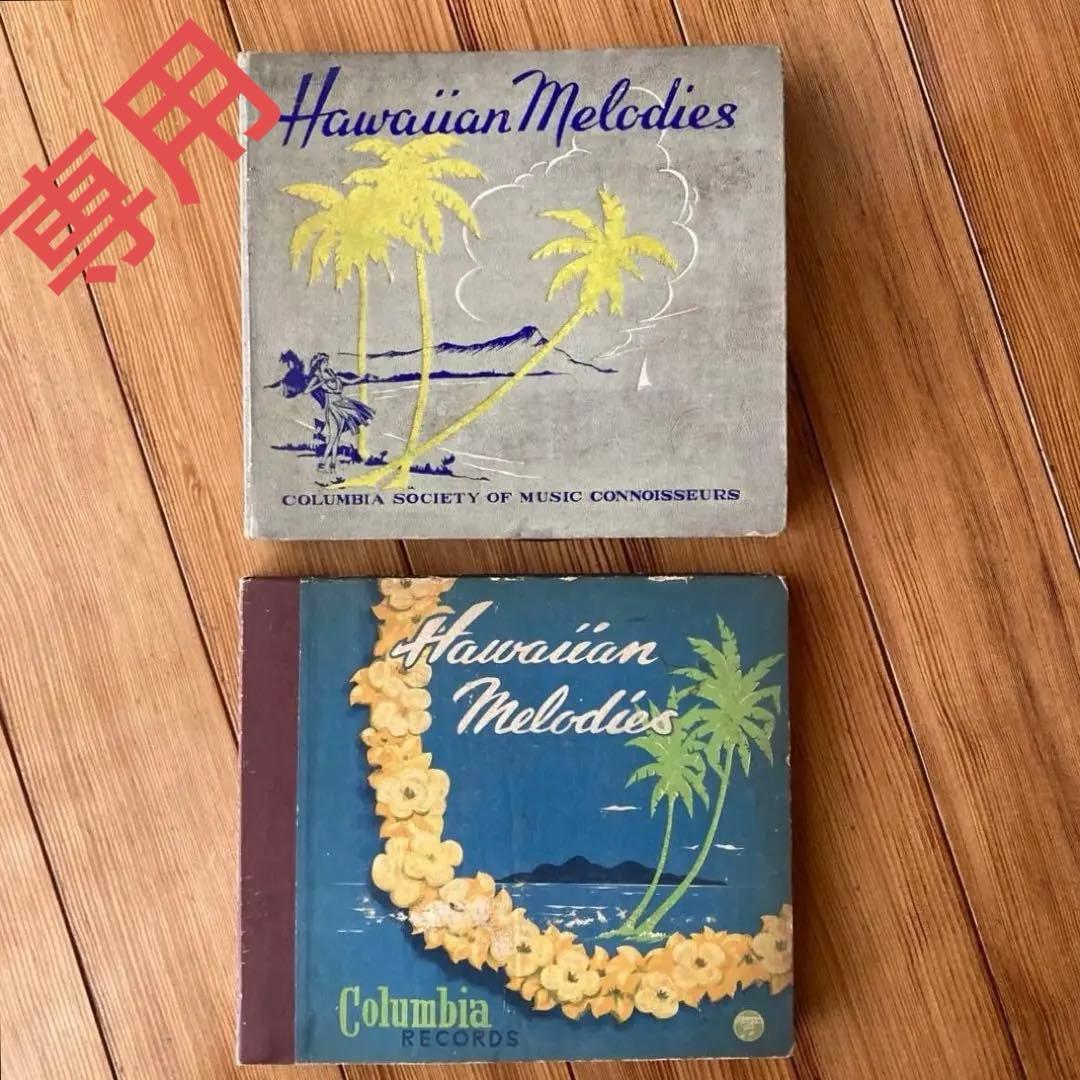 専用
Hawaiian Melodies
COLUMBIA SOCIETY OF MUSIC CONNOISSEURS
Hawaiian
Melodies
Columbia
RECORDS